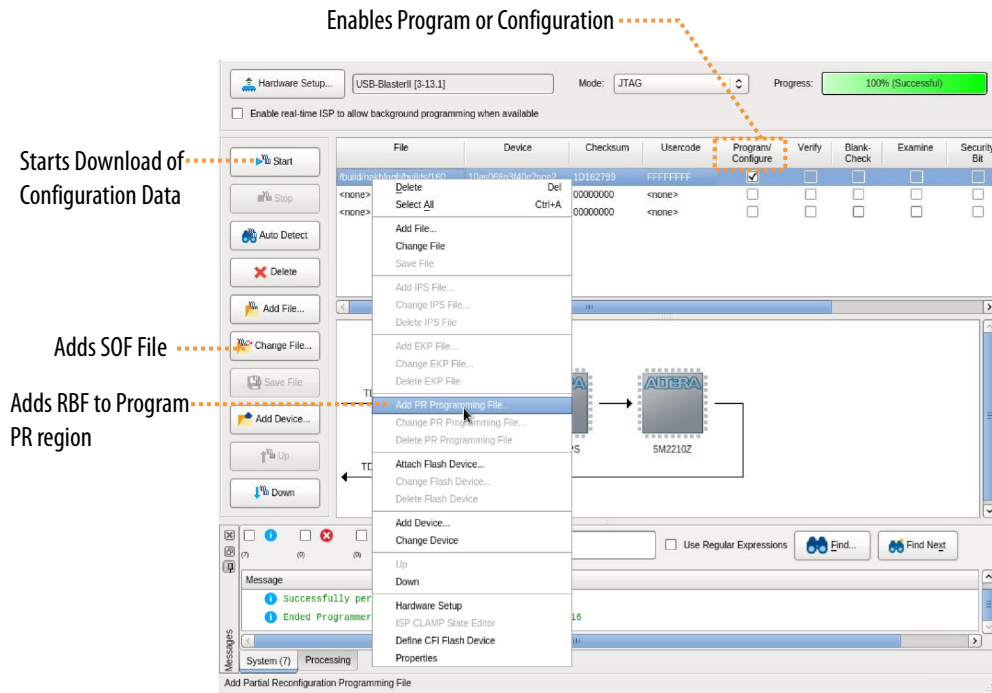 Enables Program or Configuration
Hardware Setup...
USB-BlasterII [3-13.1]
Mode:
JTAG
Progress:
100% (Successful)
Enable real-time ISP to allow background programming when available
Starts Download of
Configuration Data
Adds SOF File
Adds RBF to Program
PR region
Start
Stop
Auto Detect
Delete
Add File...
Change File...
Save File
Add Device...
Up
Down
File Device Checksum Usercode Program/ Verify Blank- Examine Security
Configure Check Bit
1D162799 FFFFFFFF
<none> 00000000 <none>
<none> 00000000 <none>
Delete Del
Select All Ctrl+A
Add File...
Change File
Save File
Add IPS File...
Change IPS File...
Delete IPS File
Add EKP File...
Change EKP File...
Delete EKP File
Add PR Programming File...
Change PR Programming File...
Delete PR Programming File
Attach Flash Device...
Change Flash Device...
Delete Flash Device
Add Device...
Change Device
Up
Down
Hardware Setup
ISP CLAMP State Editor
Define CFI Flash Device
Properties
ALTERA
5M2210Z
(7) (0) (9)
Use Regular Expressions
Find...
Find Next
Message
Successfully per
Ended Programmer 16
Messages
System (7) Processing
Add Partial Reconfiguration Programming File